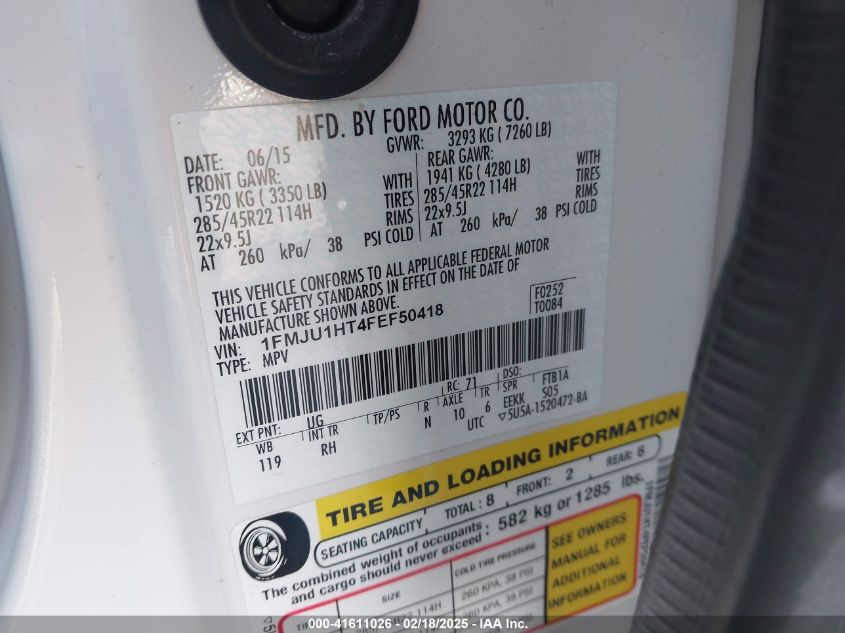 MFD. BY FORD MOTOR CO.
DATE: 06/15 GVWR: 3293 KG ( 7260 LB)
FRONT GAWR: REAR GAWR:
1520 KG ( 3350 LB) WITH 1941 KG ( 4280 LB) WITH
285/45R22 114H TIRES 285/45R22 114H TIRES
22x9.5J RIMS 22x9.5J RIMS
AT 260 kPa/ 38 PSI COLD AT 260 kPa/ 38 PSI COLD
THIS VEHICLE CONFORMS TO ALL APPLICABLE FEDERAL MOTOR
VEHICLE SAFETY STANDARDS IN EFFECT ON THE DATE OF
MANUFACTURE SHOWN ABOVE.
F0252
T0084
VIN: 1FMJU1HT4FEF50418
TYPE: MPV
EXT PNT: UG RC: 71 DSO:
WB INT TR TP/PS R AXLE TR SPR FTB1A
119 RH N 10 6 EEKK S05
UTC ▽5U5A-1520472-BA
TIRE AND LOADING INFORMATION
SEATING CAPACITY TOTAL: 8 FRONT: 2 REAR: 6
The combined weight of occupants
and cargo should never exceed: 582 kg or 1285 lbs.
SIZE COLD TIRE PRESSURE
114H 260 KPA, 38 PSI
SEE OWNERS
MANUAL FOR
ADDITIONAL
INFORMATION
000-41611026 - 02/18/2025 - IAA Inc.